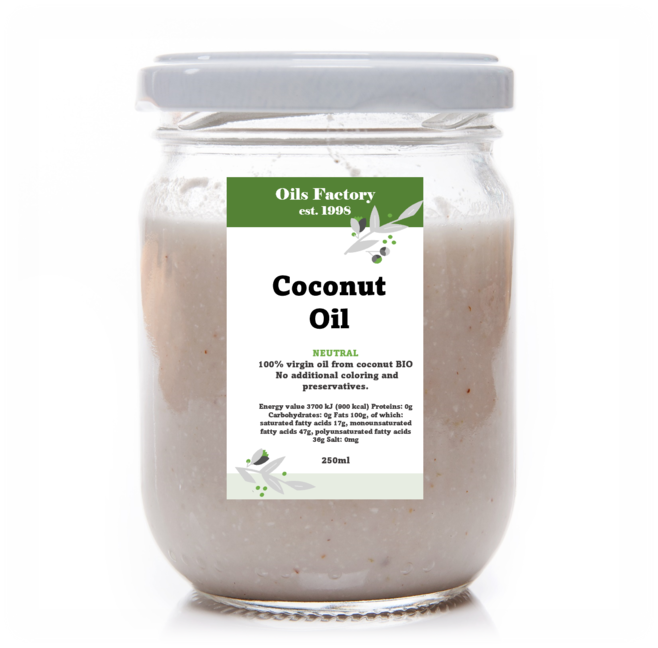 Oils Factory
est. 1998
Coconut
Oil
NEUTRAL
100% virgin oil from coconut BIO
No additional coloring and
preservatives.
Energy value 3700 kJ (900 kcal) Proteins: 0g
Carbohydrates: 0g Fats 100g, of which:
saturated fatty acids 17g, monounsaturated
fatty acids 47g, polyunsaturated fatty acids
36g Salt: 0mg
250ml